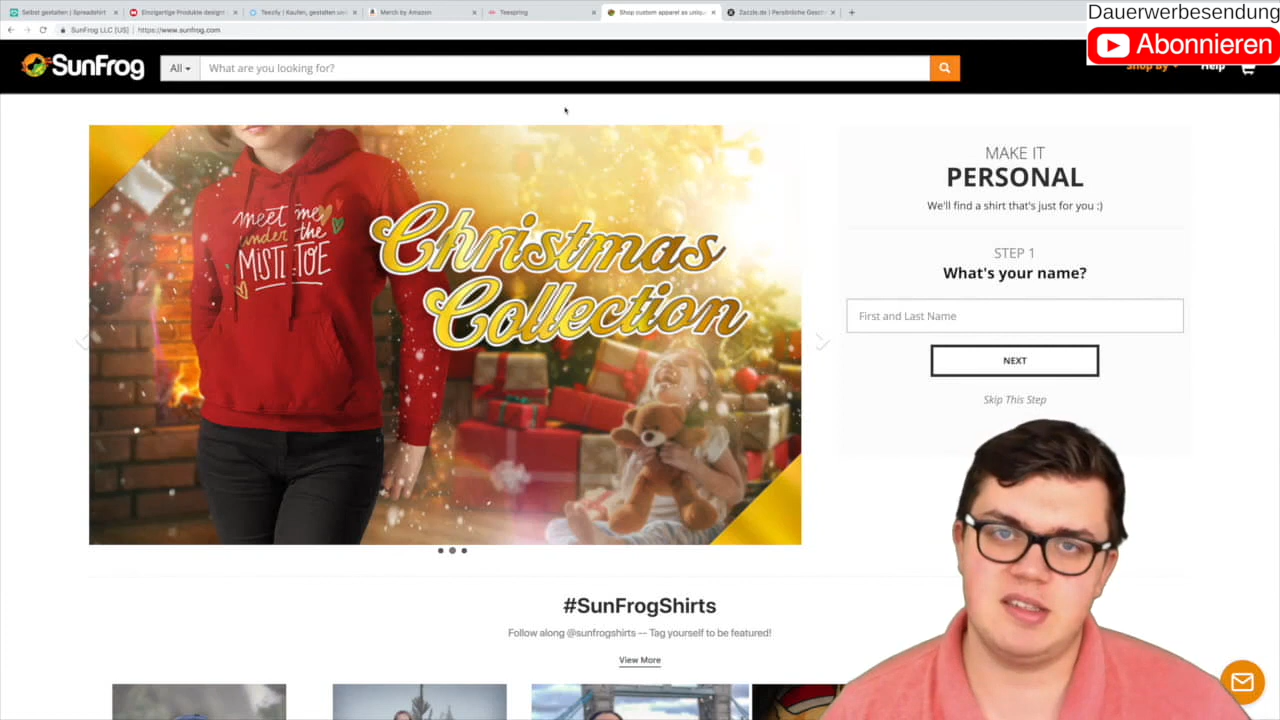 Selbst gestalten | Spreadshirt
Einzigartige Produkte designt
Teezily | Kaufen, gestalten
Merch by Amazon
Teespring
Shop custom apparel as uniqu
Zazzle.de | Persönliche Gesch
Dauerwerbesendung
SunFrog LLC [US] | https://www.sunfrog.com
Abonnieren
SunFrog
All
What are you looking for?
Shop By
Help
meet me
under the
MISTLETOE
Christmas
Collection
MAKE IT
PERSONAL
We'll find a shirt that's just for you :)
STEP 1
What's your name?
First and Last Name
NEXT
Skip This Step
#SunFrogShirts
Follow along @sunfrogshirts -- Tag yourself to be featured!
View More